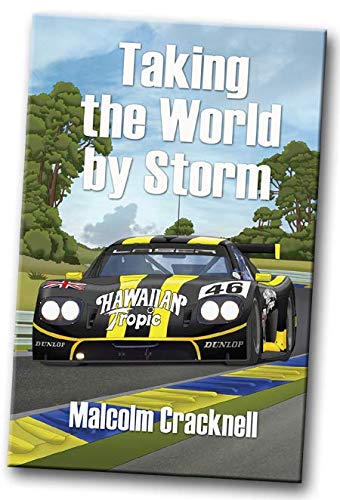 Taking
the World
by Storm
HAWAIIAN
Tropic
46
DUNLOP
DUNLOP
Malcolm Cracknell